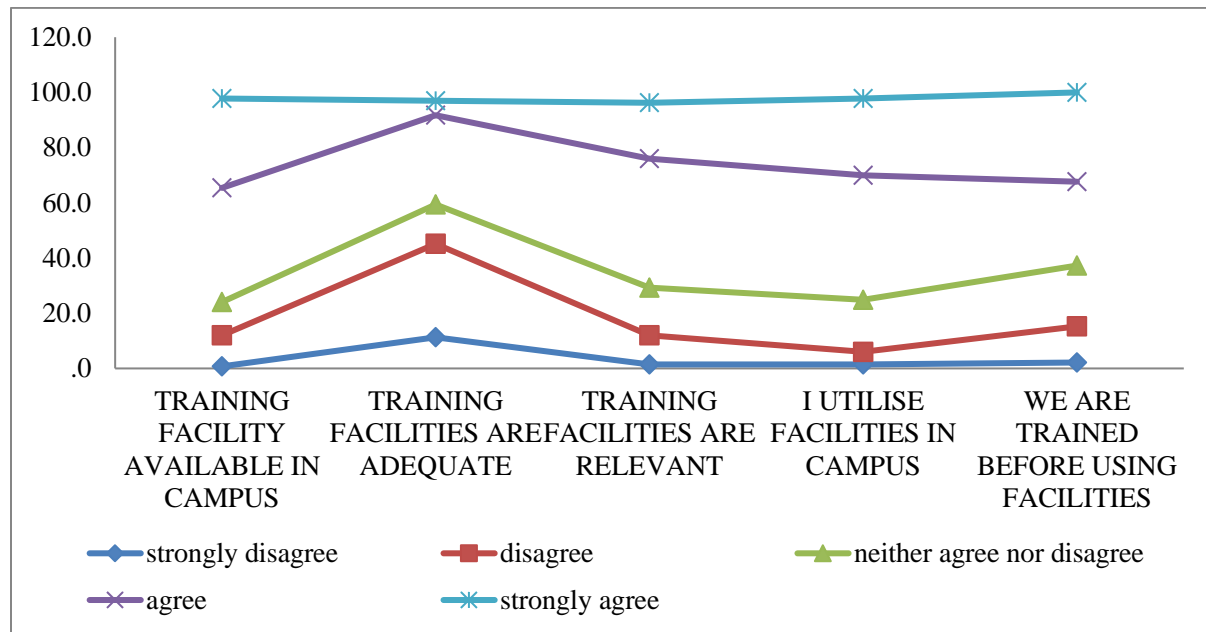 120.0
100.0
80.0
60.0
40.0
20.0
.0
TRAINING FACILITY AVAILABLE IN CAMPUS
TRAINING FACILITIES ARE ADEQUATE
TRAINING FACILITIES ARE RELEVANT
I UTILISE FACILITIES IN CAMPUS
WE ARE TRAINED BEFORE USING FACILITIES
strongly disagree
disagree
neither agree nor disagree
agree
strongly agree